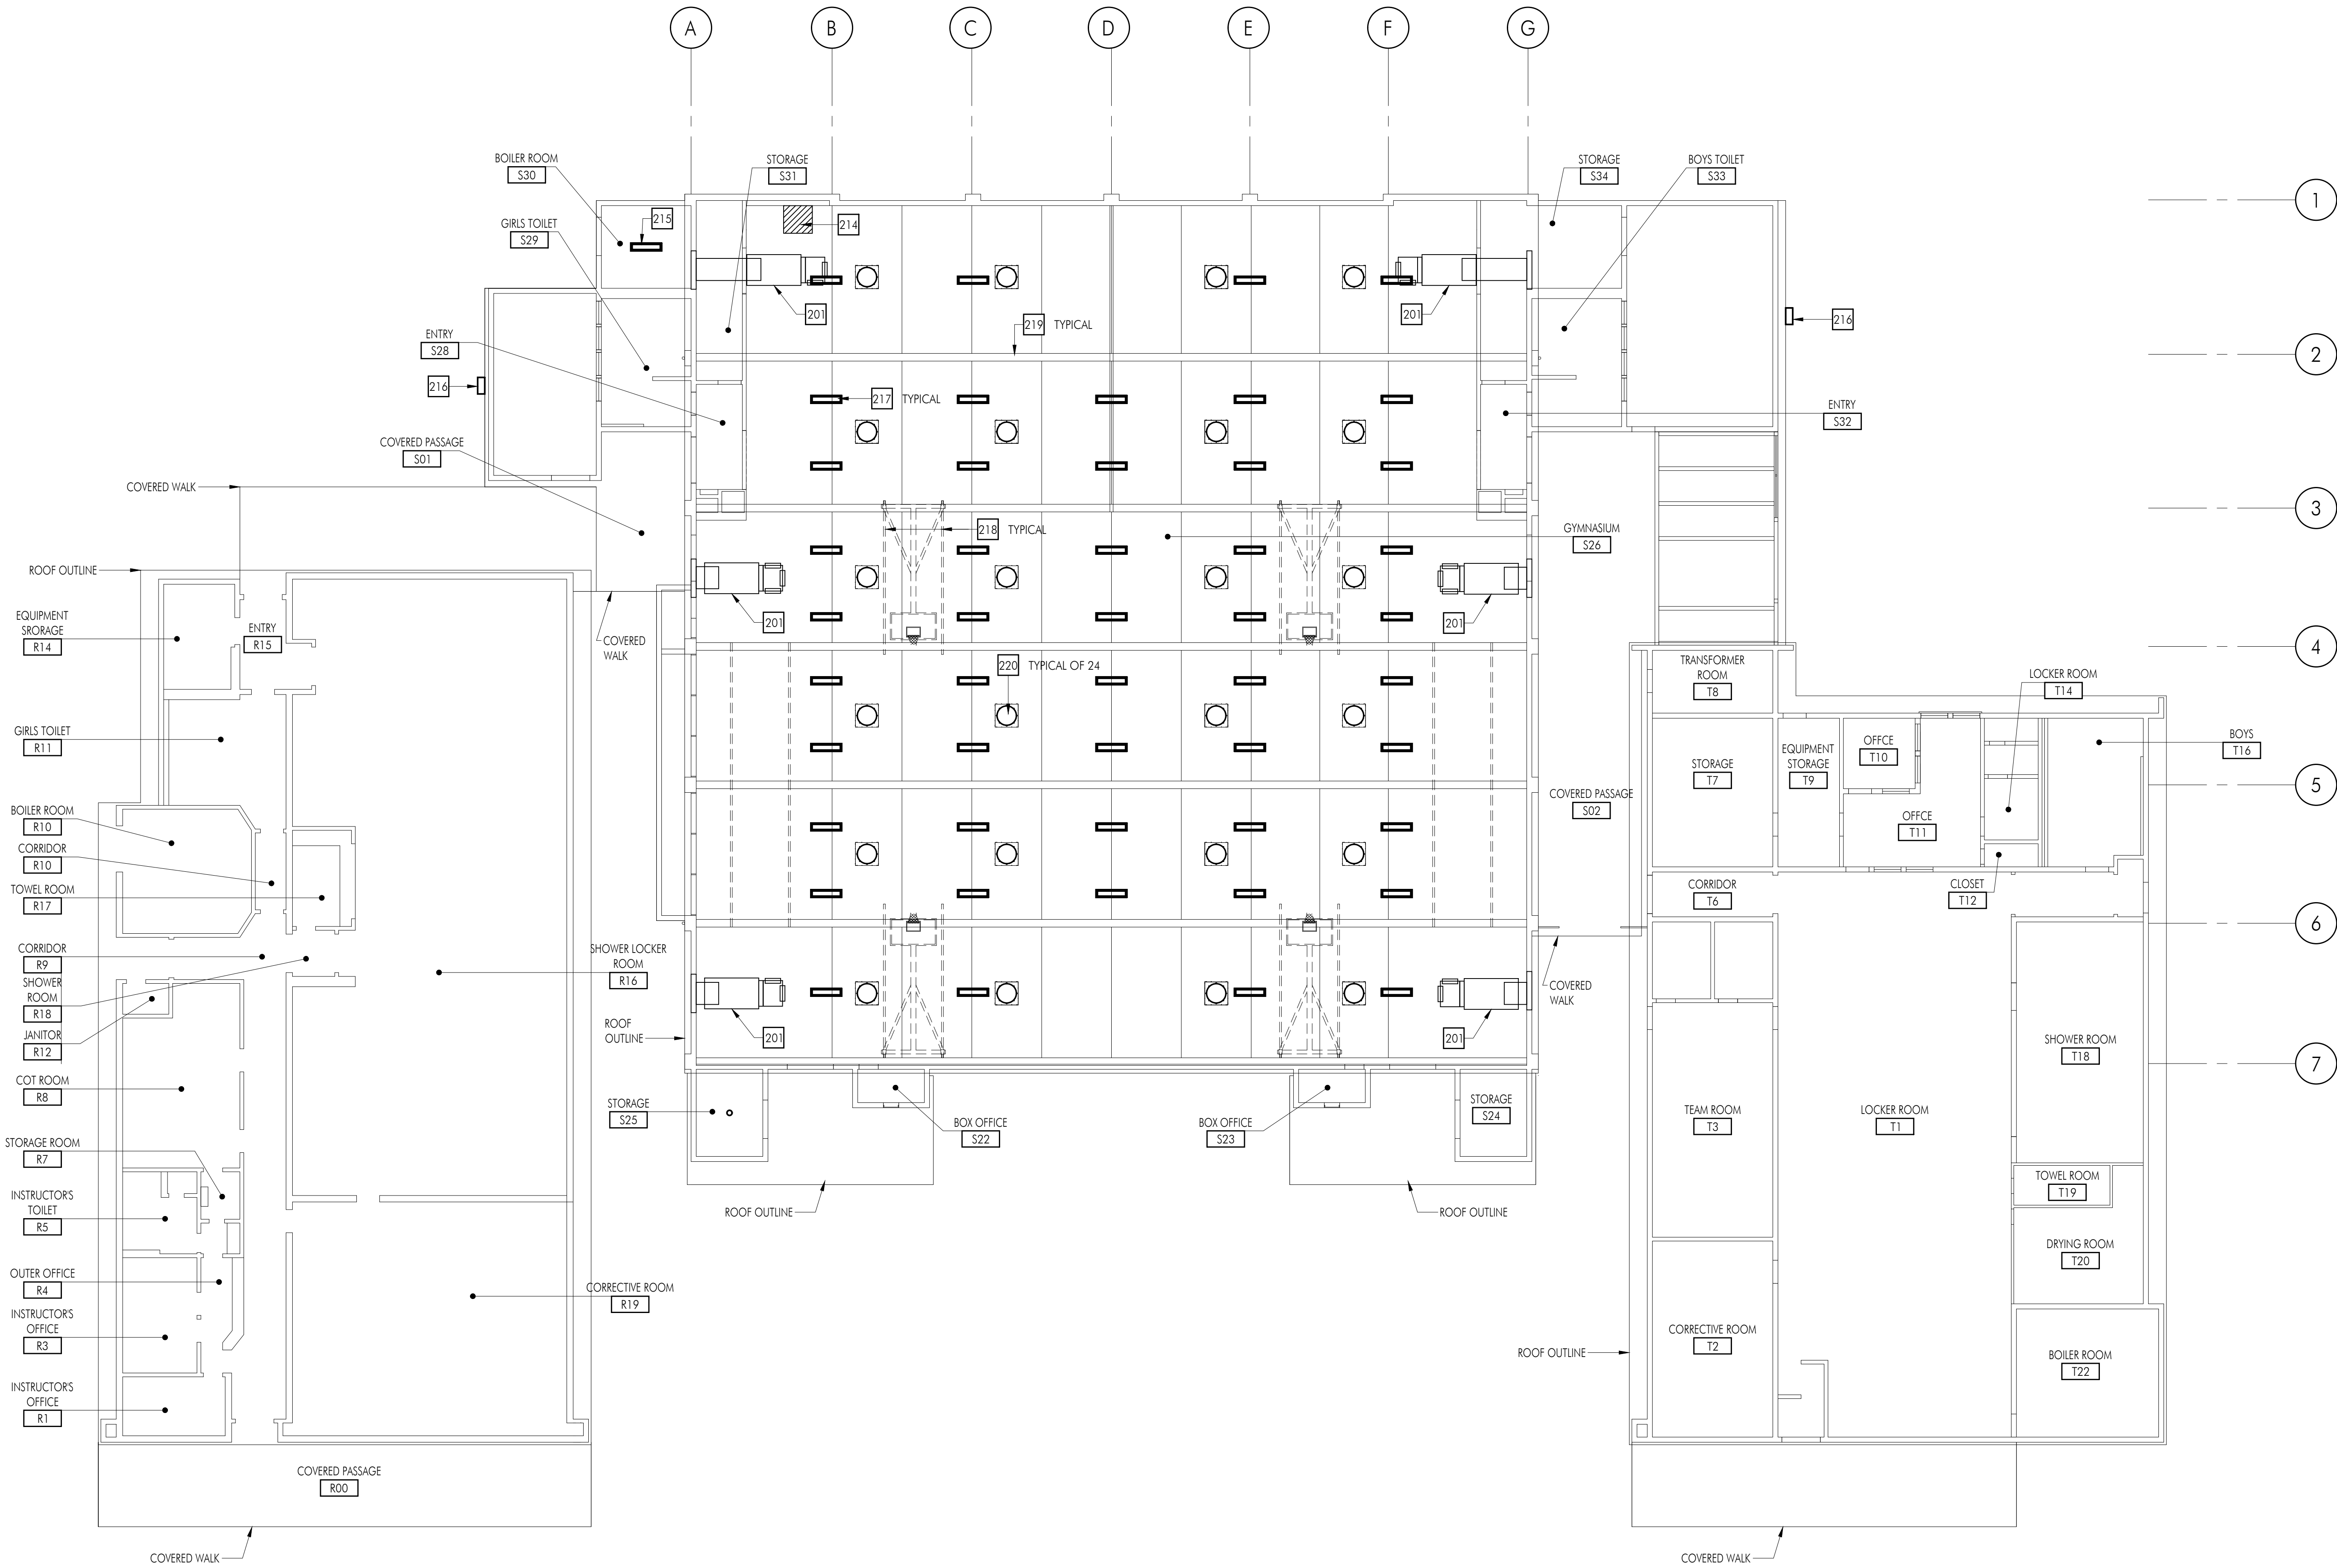 A
B
C
D
E
F
G
1
2
3
4
5
6
7
BOILER ROOM
S30
STORAGE
S31
STORAGE
S34
BOYS TOILET
S33
GIRLS TOILET
S29
215
214
201
201
216
219 TYPICAL
ENTRY
S28
216
217 TYPICAL
ENTRY
S32
COVERED PASSAGE
S01
COVERED WALK
218 TYPICAL
GYMNASIUM
S26
ROOF OUTLINE
EQUIPMENT
SRORAGE
R14
ENTRY
R15
COVERED
WALK
201
201
220 TYPICAL OF 24
TRANSFORMER
ROOM
T8
LOCKER ROOM
T14
GIRLS TOILET
R11
STORAGE
T7
EQUIPMENT
STORAGE
T9
OFFCE
T10
BOYS
T16
COVERED PASSAGE
S02
OFFCE
T11
BOILER ROOM
R10
CORRIDOR
R10
TOWEL ROOM
R17
CORRIDOR
T6
CLOSET
T12
CORRIDOR
R9
SHOWER
ROOM
R18
SHOWER LOCKER
ROOM
R16
COVERED
WALK
JANITOR
R12
ROOF
OUTLINE
201
201
SHOWER ROOM
T18
COT ROOM
R8
STORAGE
S25
BOX OFFICE
S22
BOX OFFICE
S23
STORAGE
S24
TEAM ROOM
T3
LOCKER ROOM
T1
STORAGE ROOM
R7
TOWEL ROOM
T19
INSTRUCTOR'S
TOILET
R5
ROOF OUTLINE
ROOF OUTLINE
DRYING ROOM
T20
OUTER OFFICE
R4
CORRECTIVE ROOM
R19
INSTRUCTOR'S
OFFICE
R3
CORRECTIVE ROOM
T2
ROOF OUTLINE
BOILER ROOM
T22
INSTRUCTOR'S
OFFICE
R1
COVERED PASSAGE
R00
COVERED WALK
COVERED WALK